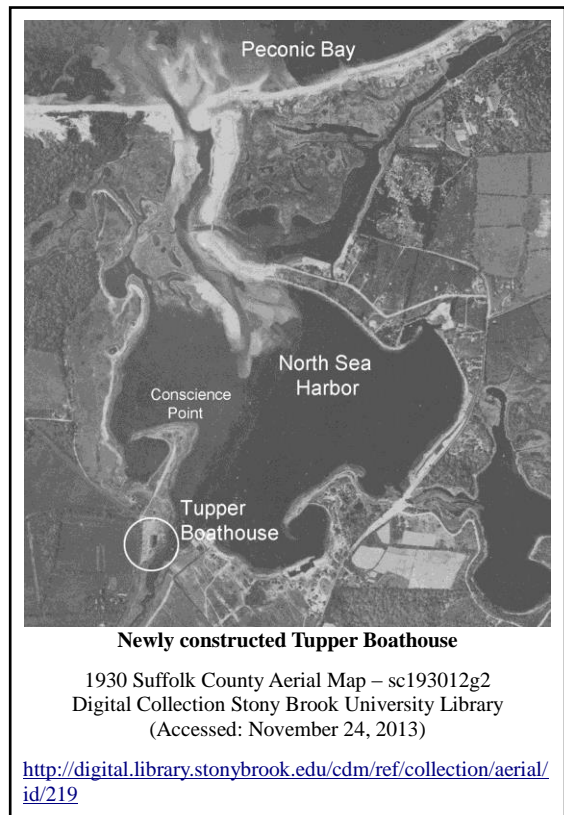 Peconic Bay
North Sea
Harbor
Conscience
Point
Tupper
Boathouse
Newly constructed Tupper Boathouse
1930 Suffolk County Aerial Map – sc193012g2
Digital Collection Stony Brook University Library
(Accessed: November 24, 2013)
http://digital.library.stonybrook.edu/cdm/ref/collection/aerial/
id/219